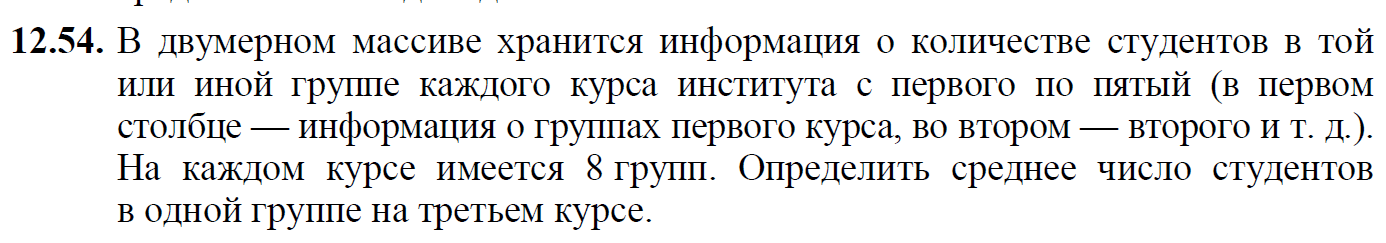 12.54. В двумерном массиве хранится информация о количестве студентов в той
или иной группе каждого курса института с первого по пятый (в первом
столбце — информация о группах первого курса, во втором — второго и т. д.).
На каждом курсе имеется 8 групп. Определить среднее число студентов
в одной группе на третьем курсе.